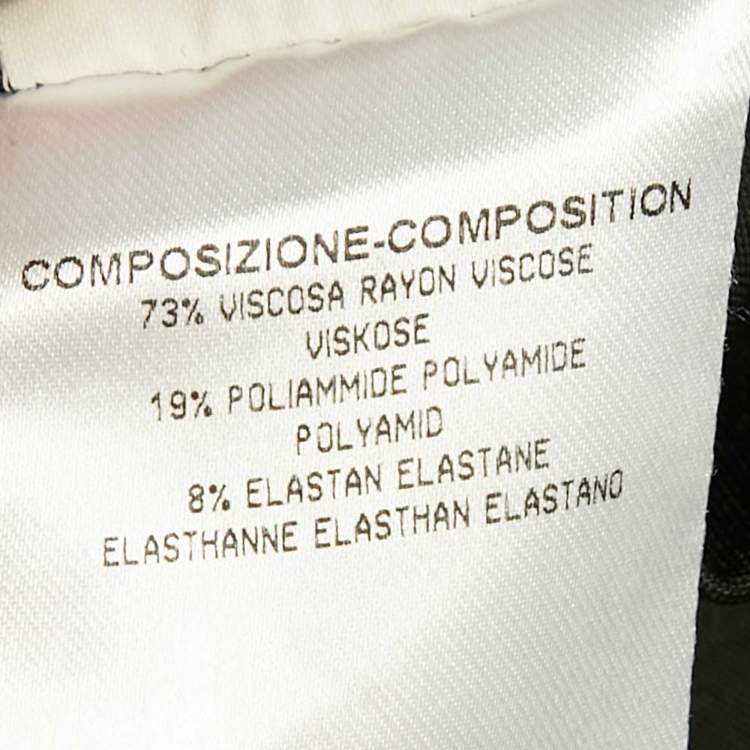 COMPOSIZIONE-COMPOSITION
73% VISCOSA RAYON VISCOSE
VISKOSE
19% POLIAMMIDE POLYAMIDE
POLYAMID
8% ELASTAN ELASTANE
ELASTHANNE ELASTHAN ELASTANO